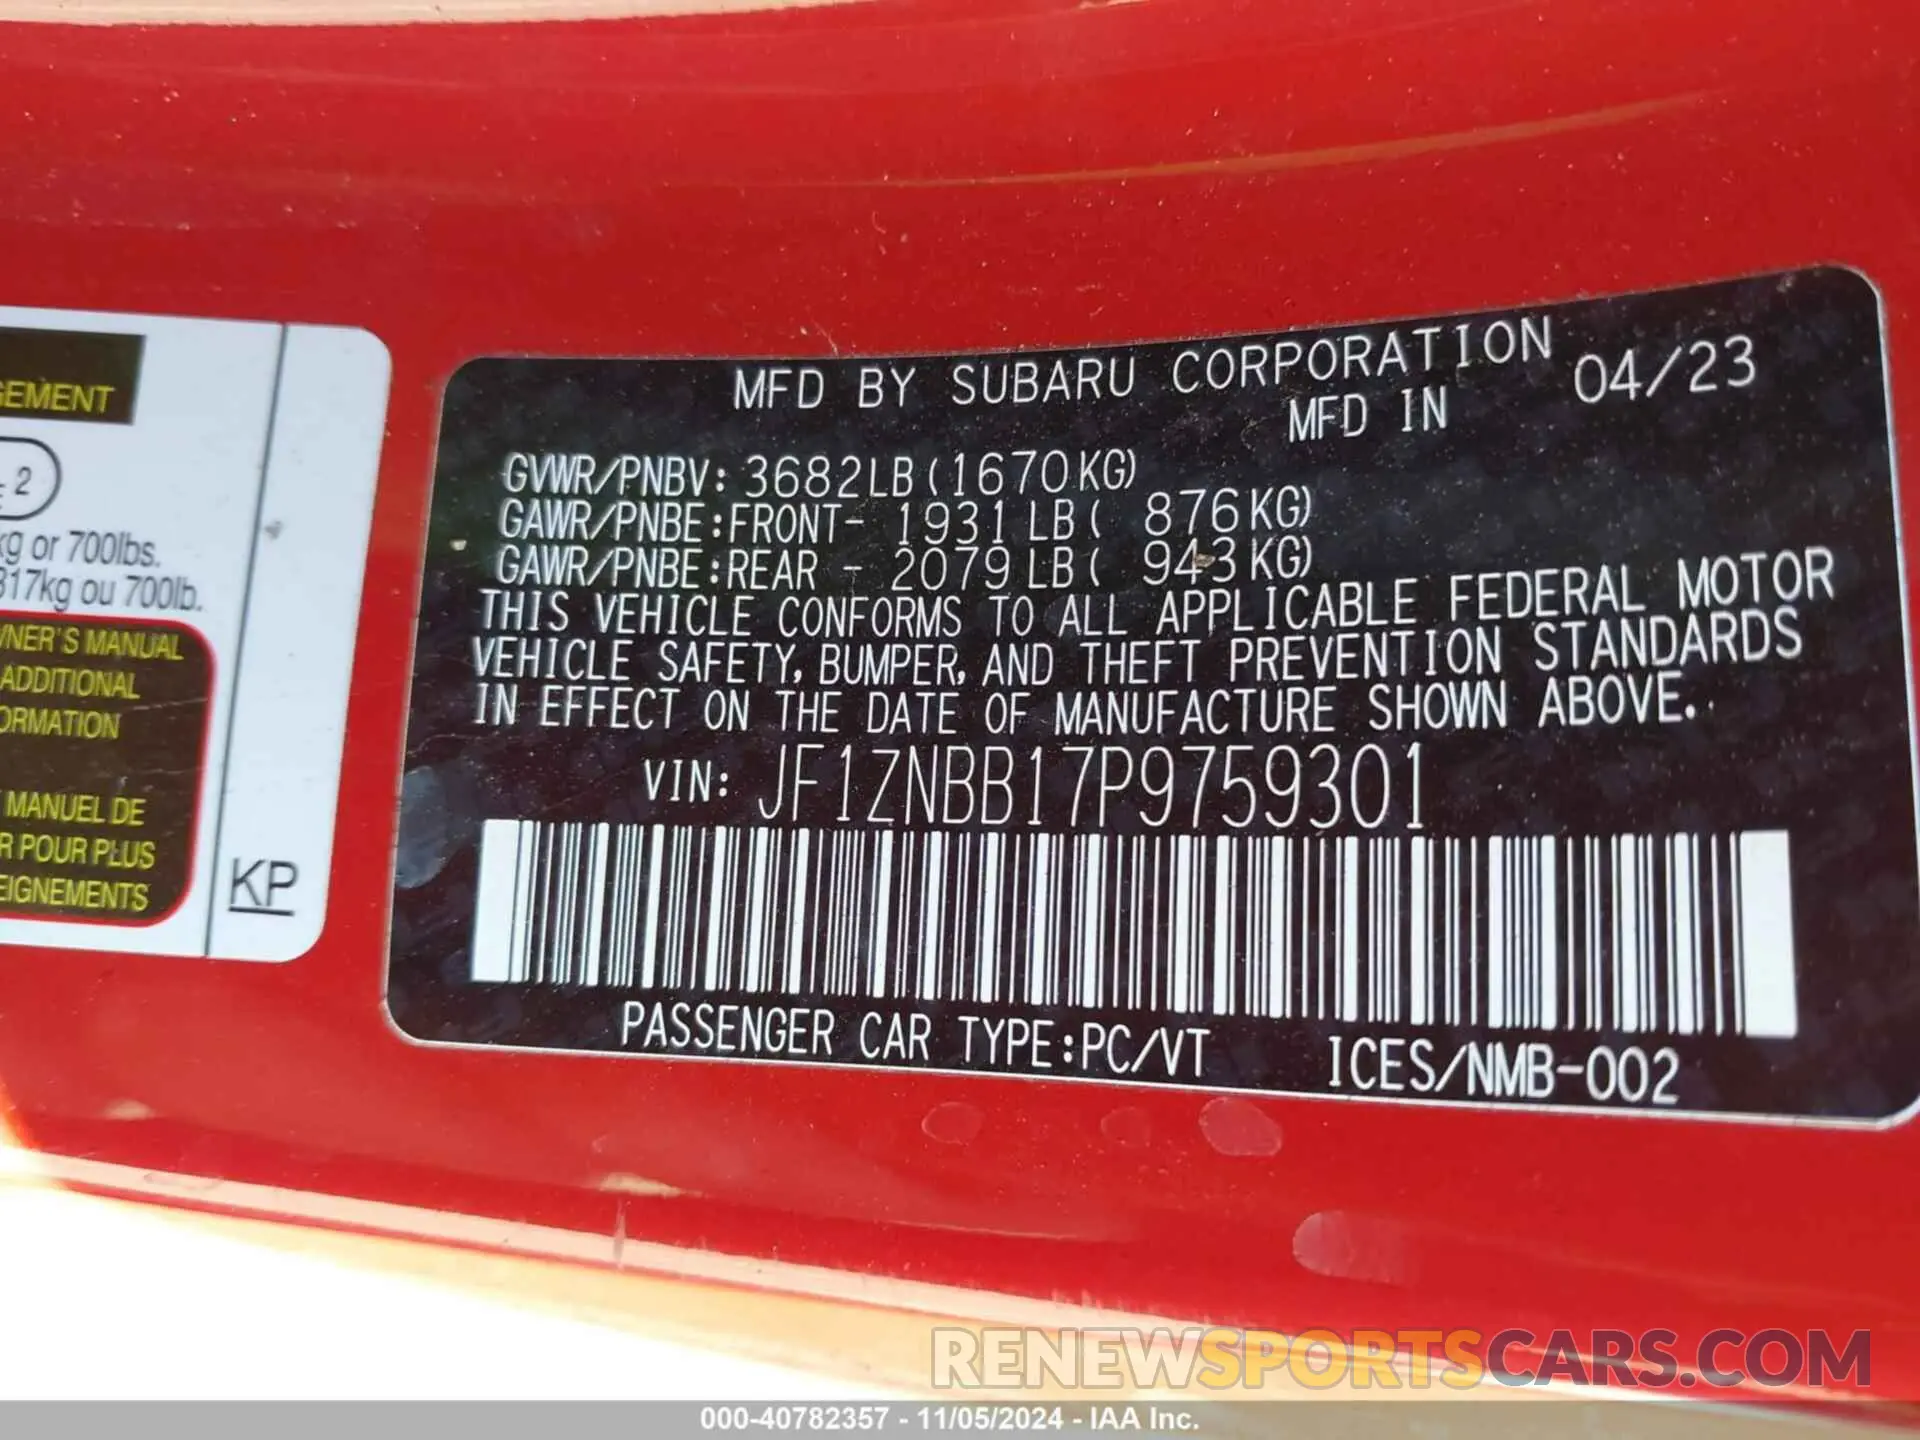 GEMENT
2
kg or 700lbs.
317kg ou 700lb.
WNER'S MANUAL
ADDITIONAL
ORMATION
MANUEL DE
R POUR PLUS
EIGNEMENTS
KP
MFD BY SUBARU CORPORATION 04/23
MFD IN
GVWR/PNBV: 3682LB(1670KG)
GAWR/PNBE:FRONT- 1931LB( 876KG)
GAWR/PNBE:REAR - 2079LB( 943KG)
THIS VEHICLE CONFORMS TO ALL APPLICABLE FEDERAL MOTOR
VEHICLE SAFETY, BUMPER, AND THEFT PREVENTION STANDARDS
IN EFFECT ON THE DATE OF MANUFACTURE SHOWN ABOVE.
VIN: JF1ZNBB17P9759301
PASSENGER CAR TYPE:PC/VT ICES/NMB-002
RENEWSPORTSCARS.COM
000-40782357 - 11/05/2024 - IAA Inc.